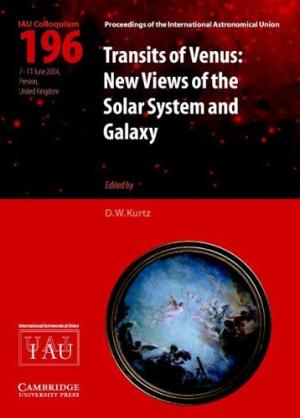 IAU Colloquium
196
7–11 June 2004,
Preston,
United Kingdom
Proceedings of the International Astronomical Union
Transits of Venus:
New Views of the
Solar System and
Galaxy
Edited by
D.W. Kurtz
International Astronomical Union
UAI
IAU
CAMBRIDGE
UNIVERSITY PRESS